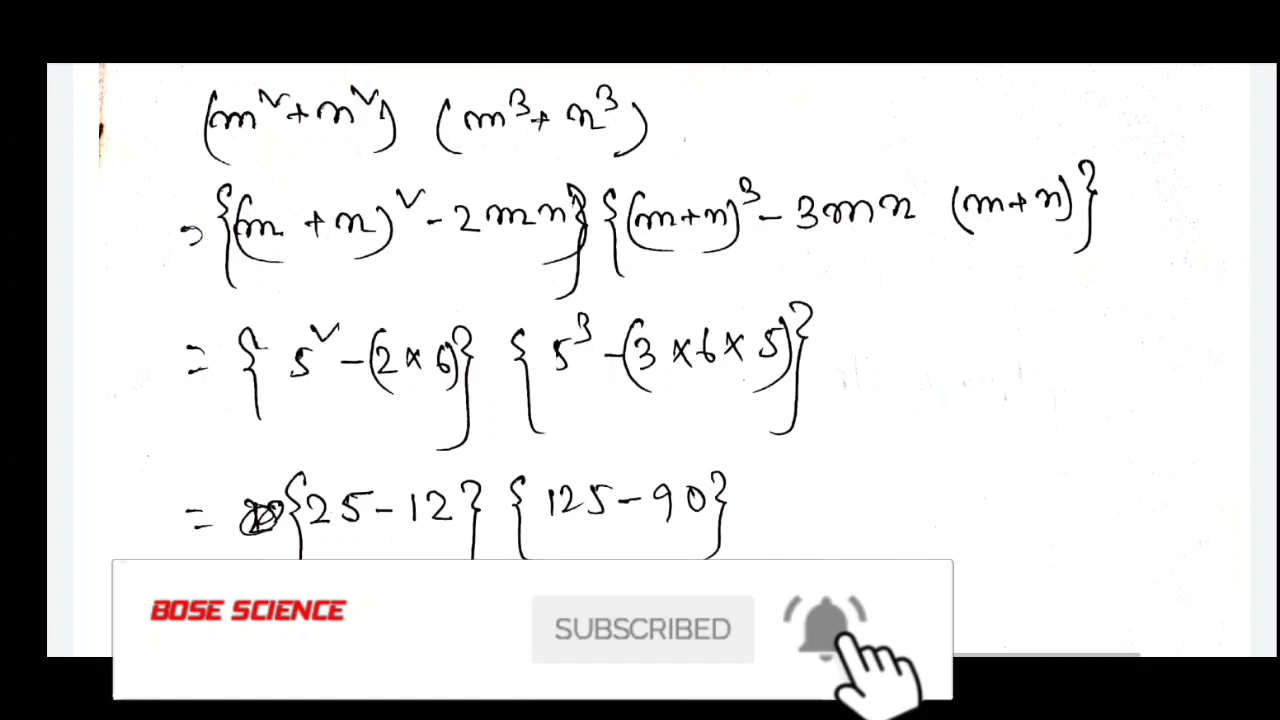 (m²+n²) (m³+n³)
⇒ {(m+n)² - 2mn} {(m+n)³ - 3mn (m+n)}
= {5² - (2×6)} {5³ - (3×6×5)}
= {25-12} {125-90}
BOSE SCIENCE
SUBSCRIBED